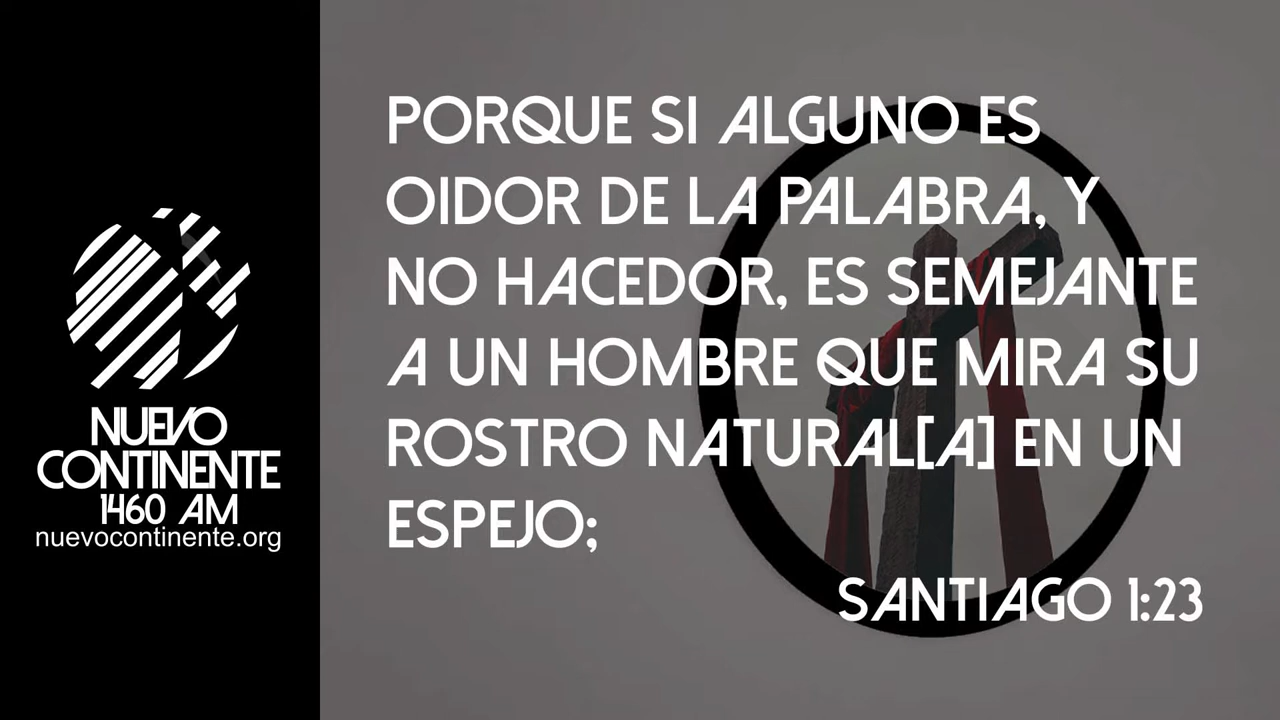 NUEVO
CONTINENTE
1460 AM
nuevocontinente.org
PORQUE SI ALGUNO ES
OIDOR DE LA PALABRA, Y
NO HACEDOR, ES SEMEJANTE
A UN HOMBRE QUE MIRA SU
ROSTRO NATURAL[A] EN UN
ESPEJO;
SANTIAGO 1:23